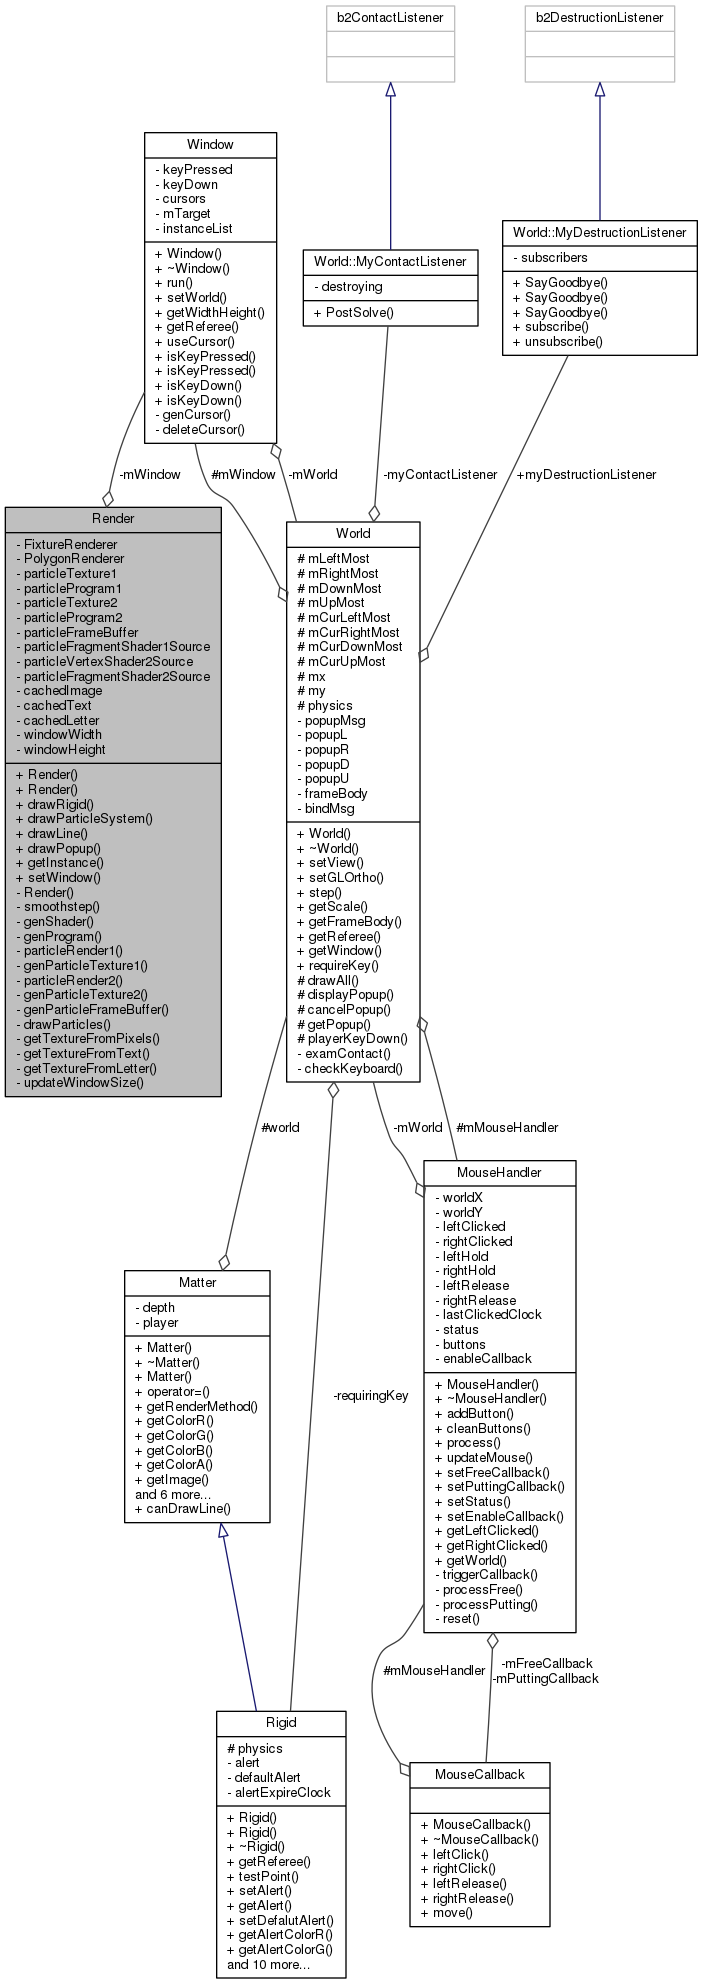 b2ContactListener
b2DestructionListener
Window
- keyPressed
- keyDown
- cursors
- mTarget
- instanceList
+ Window()
+ ~Window()
+ run()
+ setWorld()
+ getWidthHeight()
+ getReferee()
+ useCursor()
+ isKeyPressed()
+ isKeyPressed()
+ isKeyDown()
+ isKeyDown()
- genCursor()
- deleteCursor()
World::MyContactListener
- destroying
+ PostSolve()
World::MyDestructionListener
- subscribers
+ SayGoodbye()
+ SayGoodbye()
+ SayGoodbye()
+ subscribe()
+ unsubscribe()
-mWindow
#mWindow
-mWorld
-myContactListener
+myDestructionListener
Render
- FixtureRenderer
- PolygonRenderer
- particleTexture1
- particleProgram1
- particleTexture2
- particleProgram2
- particleFrameBuffer
- particleFragmentShader1Source
- particleVertexShader2Source
- particleFragmentShader2Source
- cachedImage
- cachedText
- cachedLetter
- windowWidth
- windowHeight
+ Render()
+ Render()
+ drawRigid()
+ drawParticleSystem()
+ drawLine()
+ drawPopup()
+ getInstance()
+ setWindow()
- Render()
- smoothstep()
- genShader()
- genProgram()
- particleRender1()
- genParticleTexture1()
- particleRender2()
- genParticleTexture2()
- genParticleFrameBuffer()
- drawParticles()
- getTextureFromPixels()
- getTextureFromText()
- getTextureFromLetter()
- updateWindowSize()
World
# mLeftMost
# mRightMost
# mDownMost
# mUpMost
# mCurLeftMost
# mCurRightMost
# mCurDownMost
# mCurUpMost
# mx
# my
# physics
- popupMsg
- popupL
- popupR
- popupD
- popupU
- frameBody
- bindMsg
+ World()
+ ~World()
+ setView()
+ setGLOrtho()
+ step()
+ getScale()
+ getFrameBody()
+ getReferee()
+ getWindow()
+ requireKey()
# drawAll()
# displayPopup()
# cancelPopup()
# getPopup()
# playerKeyDown()
- examContact()
- checkKeyboard()
#world
-mWorld
#mMouseHandler
MouseHandler
- worldX
- worldY
- leftClicked
- rightClicked
- leftHold
- rightHold
- leftRelease
- rightRelease
- lastClickedClock
- status
- buttons
- enableCallback
+ MouseHandler()
+ ~MouseHandler()
+ addButton()
+ cleanButtons()
+ process()
+ updateMouse()
+ setFreeCallback()
+ setPuttingCallback()
+ setStatus()
+ setEnableCallback()
+ getLeftClicked()
+ getRightClicked()
+ getWorld()
- triggerCallback()
- processFree()
- processPutting()
- reset()
Matter
- depth
- player
+ Matter()
+ ~Matter()
+ Matter()
+ operator=()
+ getRenderMethod()
+ getColorR()
+ getColorG()
+ getColorB()
+ getColorA()
+ getImage()
and 6 more...
+ canDrawLine()
-requiringKey
#mMouseHandler
-mFreeCallback
-mPuttingCallback
Rigid
# physics
- alert
- defaultAlert
- alertExpireClock
+ Rigid()
+ Rigid()
+ ~Rigid()
+ getReferee()
+ testPoint()
+ setAlert()
+ getAlert()
+ setDefalutAlert()
+ getAlertColorR()
+ getAlertColorG()
and 10 more...
MouseCallback
+ MouseCallback()
+ ~MouseCallback()
+ leftClick()
+ rightClick()
+ leftRelease()
+ rightRelease()
+ move()